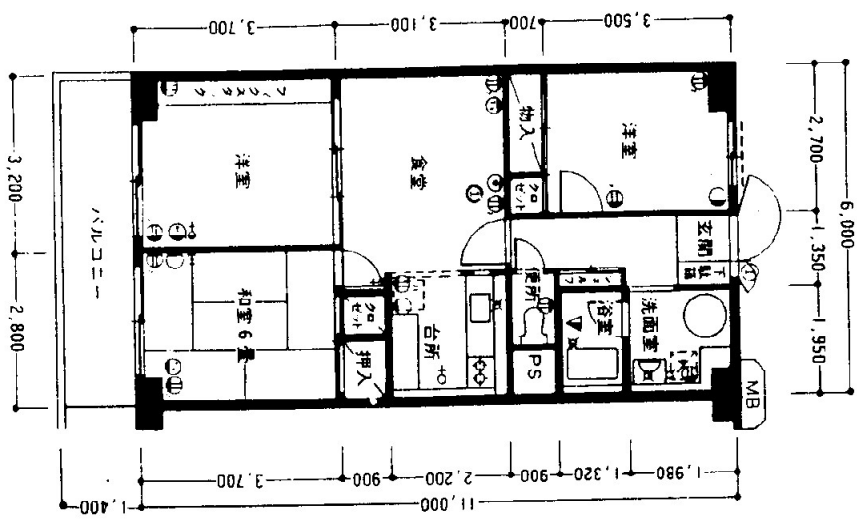 3,700
3,100
700
3,500
3,200
2,800
2,700
1,350
1,950
6,000
バルコニー
洋室
食堂
物入
クロ
ゼット
洋室
玄関
下駄
箱
和室6畳
クロ
ゼット
押入
台所
便所
PS
浴室
洗面室
MB
3,700
900
2,200
900
1,320
1,980
1,400
11,000